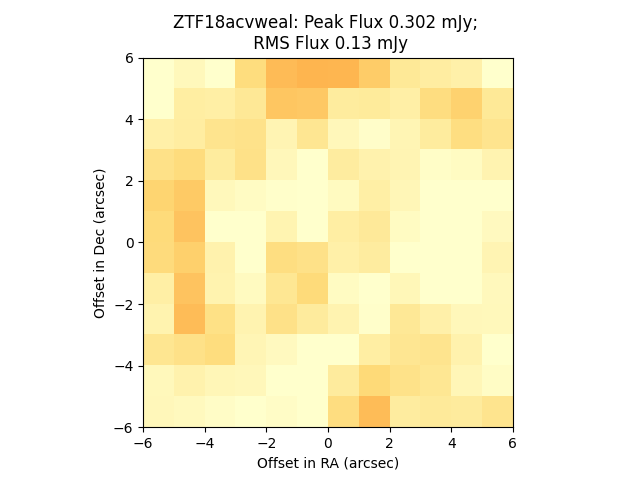 ZTF18acvweal: Peak Flux 0.302 mJy;
RMS Flux 0.13 mJy
6
4
2
0
−2
−4
−6
Offset in Dec (arcsec)
−6 −4 −2 0 2 4 6
Offset in RA (arcsec)